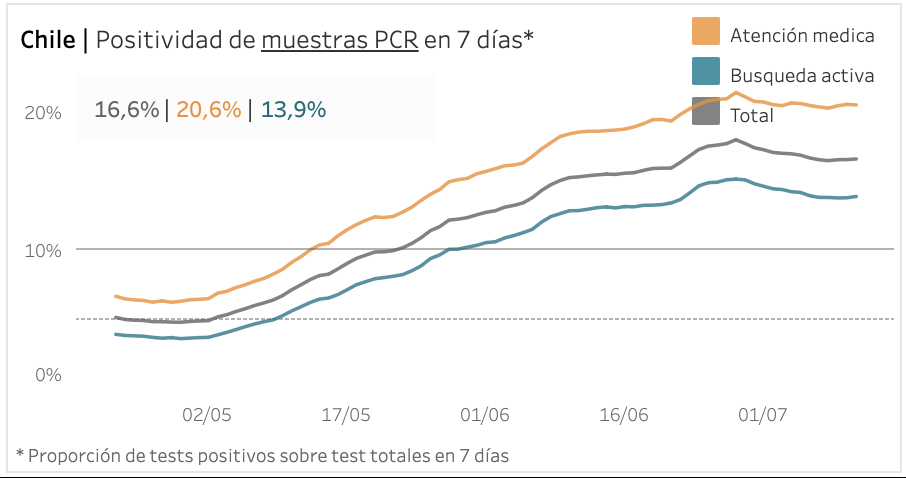 Chile | Positividad de muestras PCR en 7 días*
Atención medica
Busqueda activa
Total
16,6% | 20,6% | 13,9%
20%
10%
0%
02/05
17/05
01/06
16/06
01/07
* Proporción de tests positivos sobre test totales en 7 días